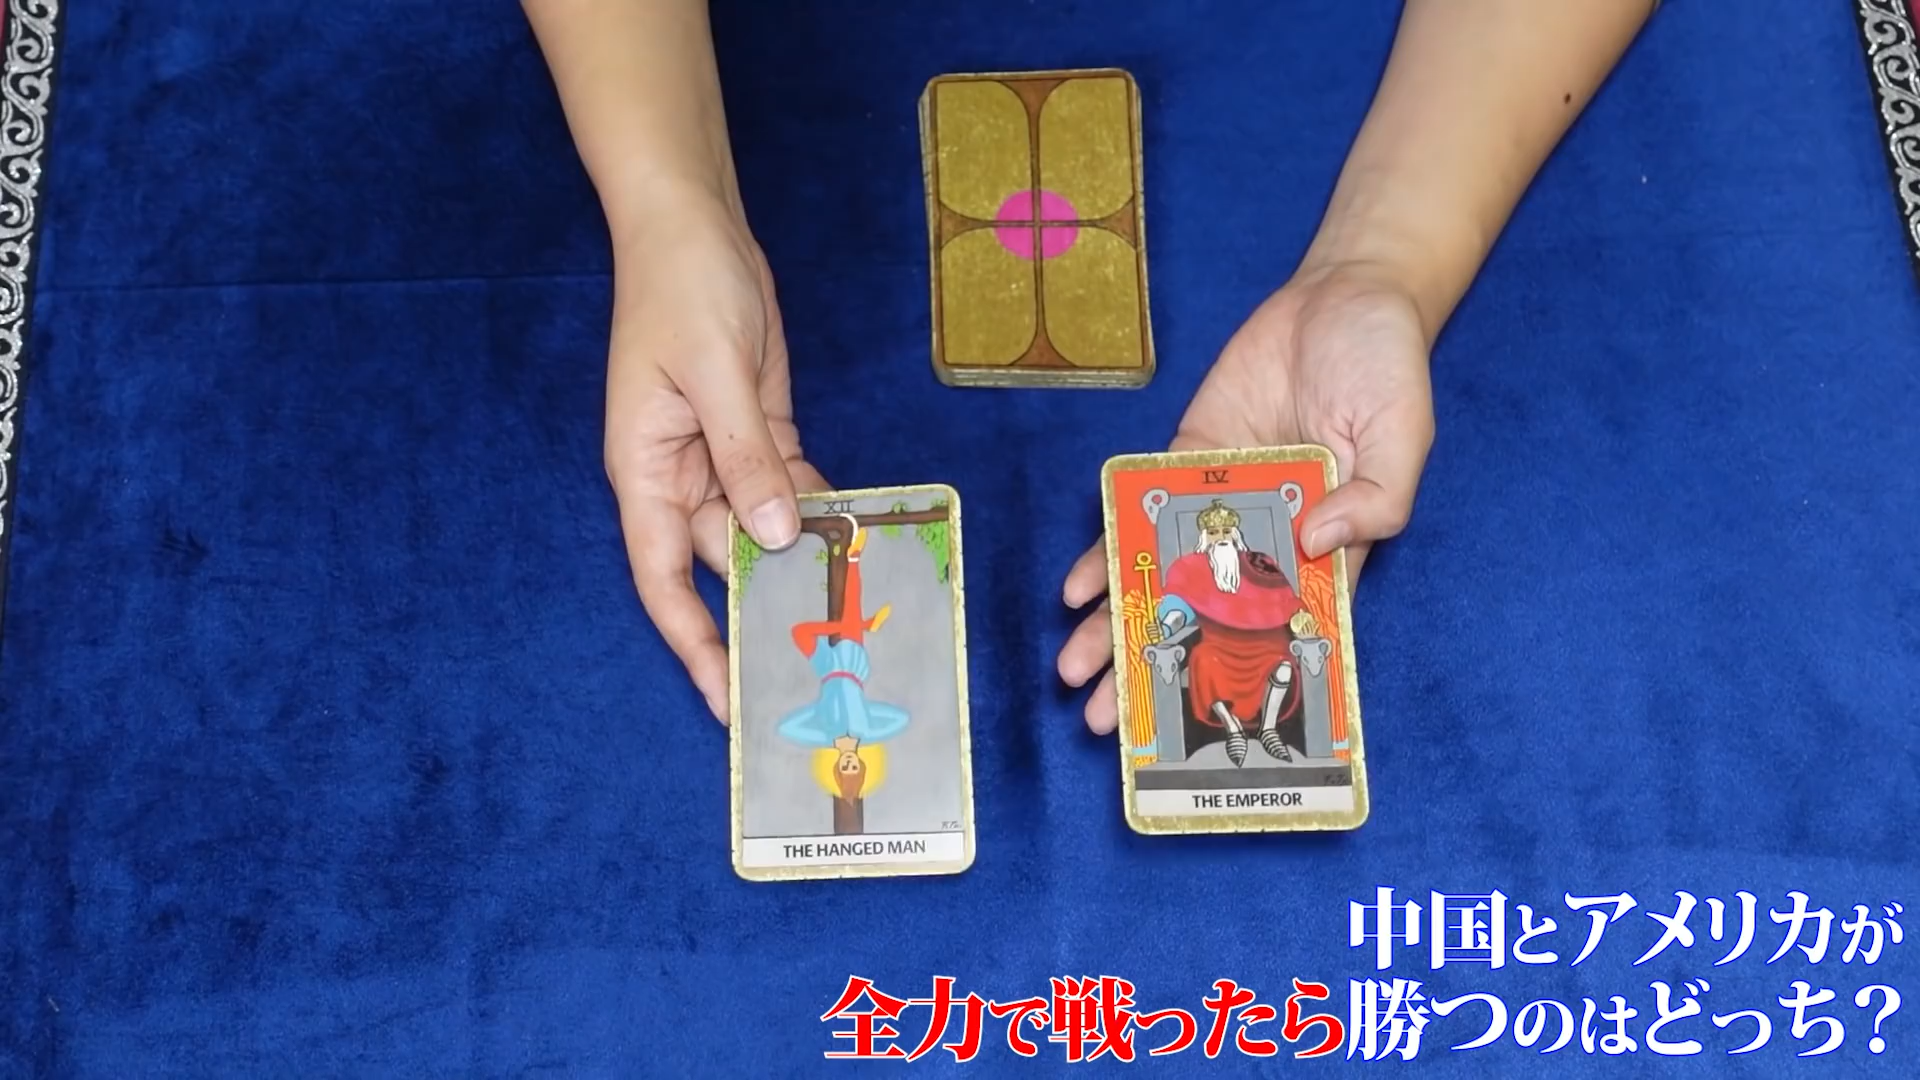 XII
THE HANGED MAN
IV
THE EMPEROR
中国とアメリカが
全力で戦ったら勝つのはどっち？